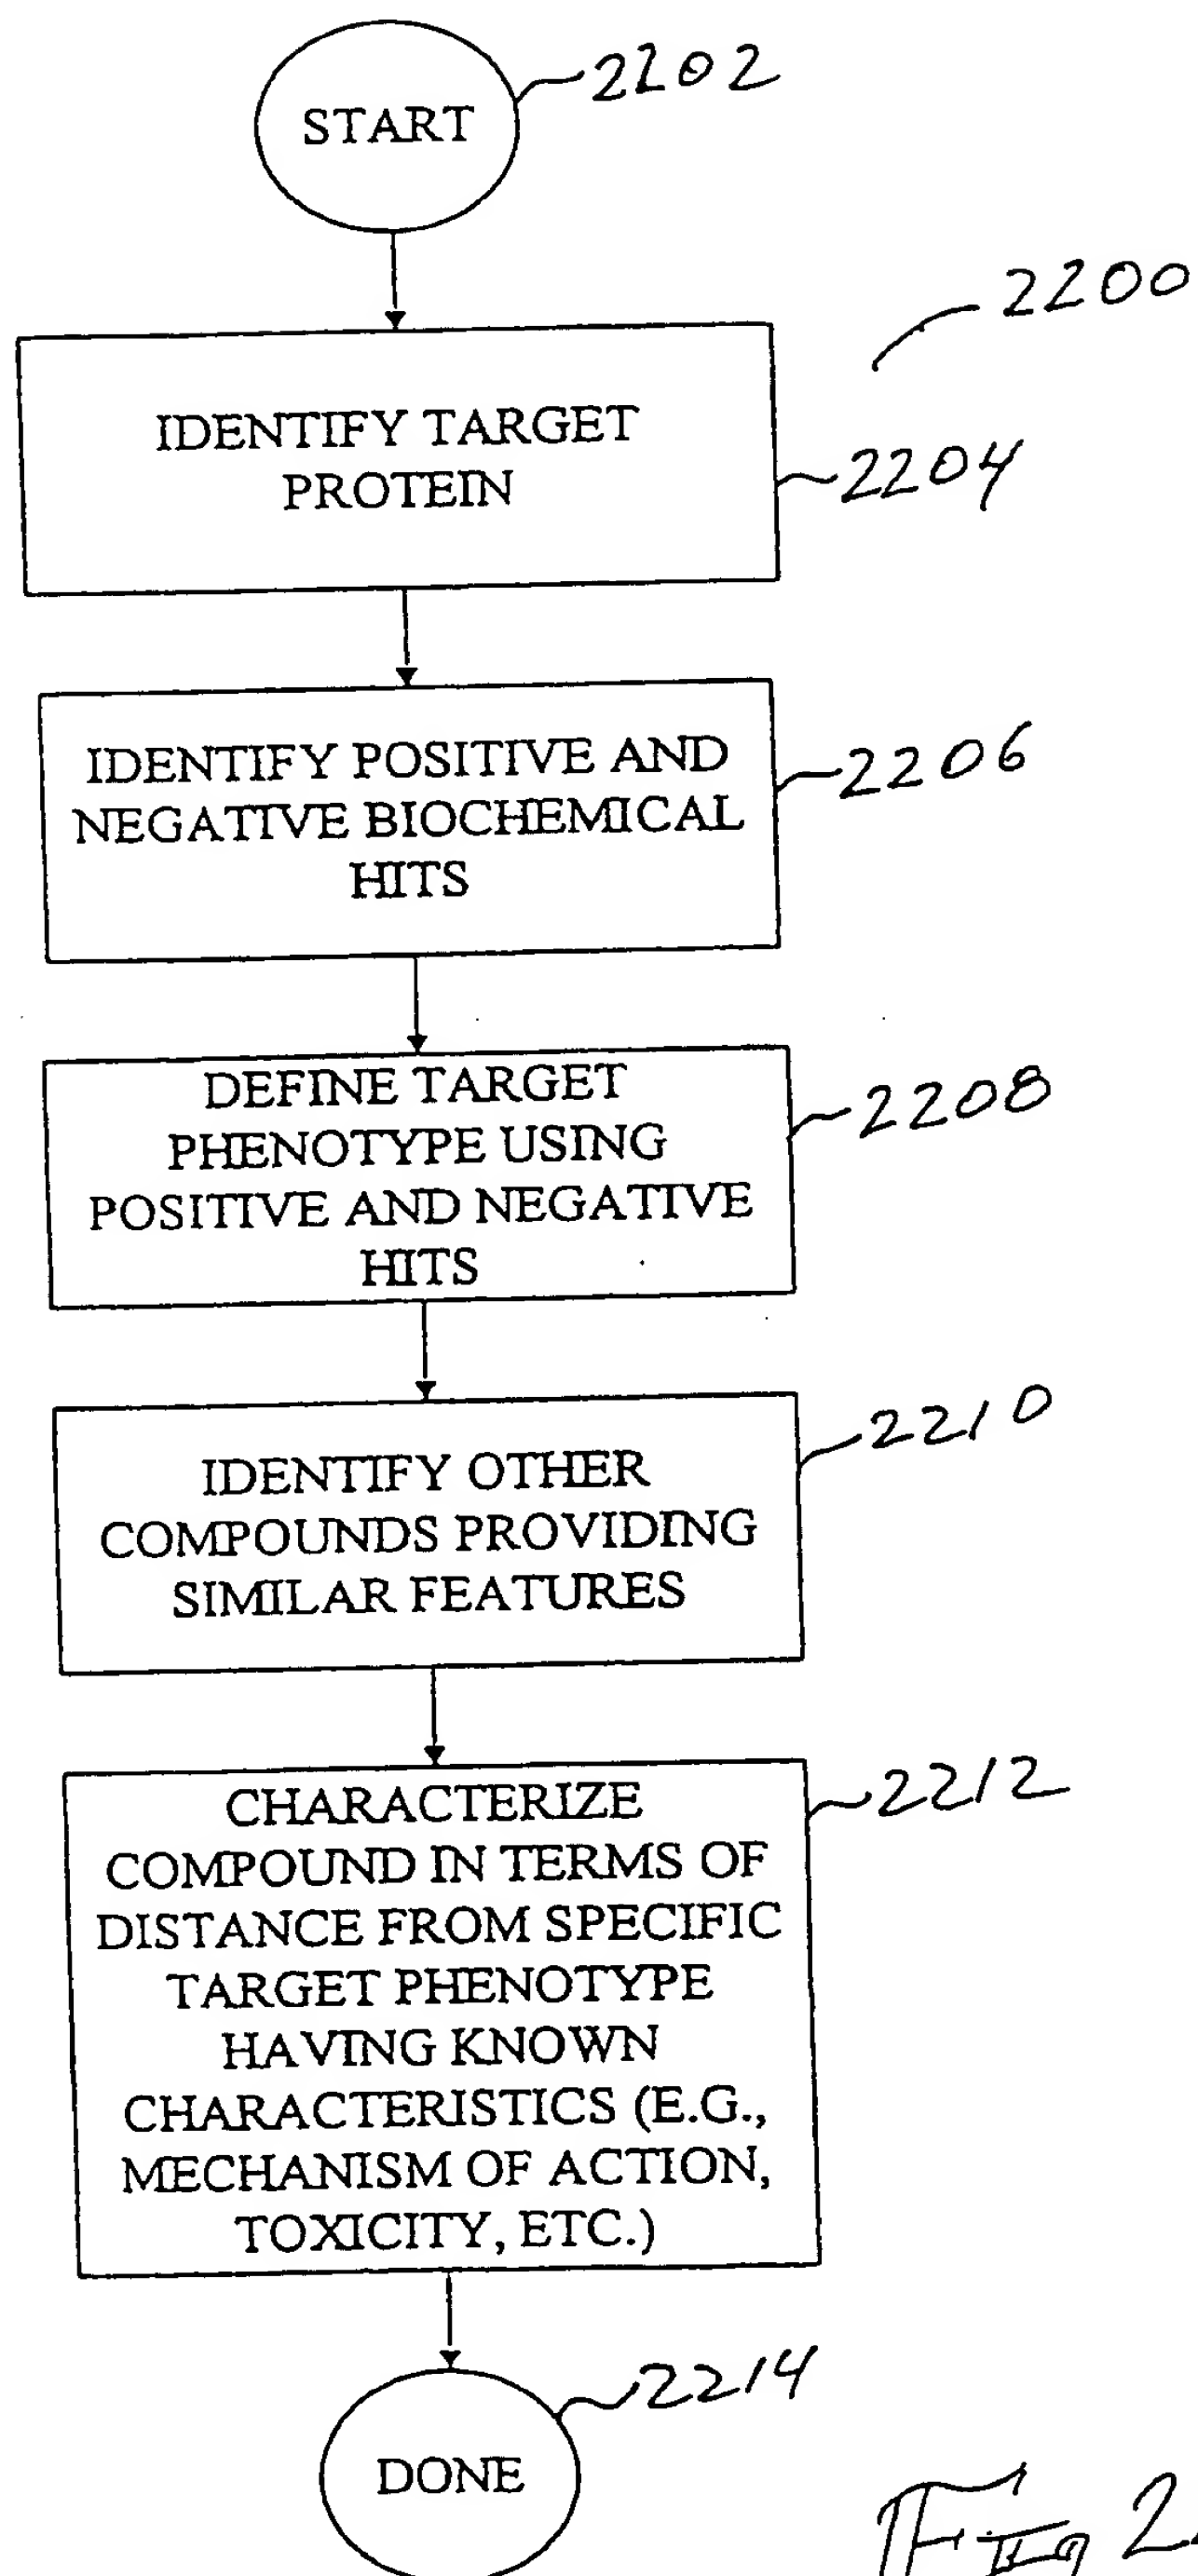 START
2202
2200
IDENTIFY TARGET
PROTEIN
2204
IDENTIFY POSITIVE AND
NEGATIVE BIOCHEMICAL
HITS
2206
DEFINE TARGET
PHENOTYPE USING
POSITIVE AND NEGATIVE
HITS
2208
IDENTIFY OTHER
COMPOUNDS PROVIDING
SIMILAR FEATURES
2210
CHARACTERIZE
COMPOUND IN TERMS OF
DISTANCE FROM SPECIFIC
TARGET PHENOTYPE
HAVING KNOWN
CHARACTERISTICS (E.G.,
MECHANISM OF ACTION,
TOXICITY, ETC.)
2212
DONE
2214
Fig